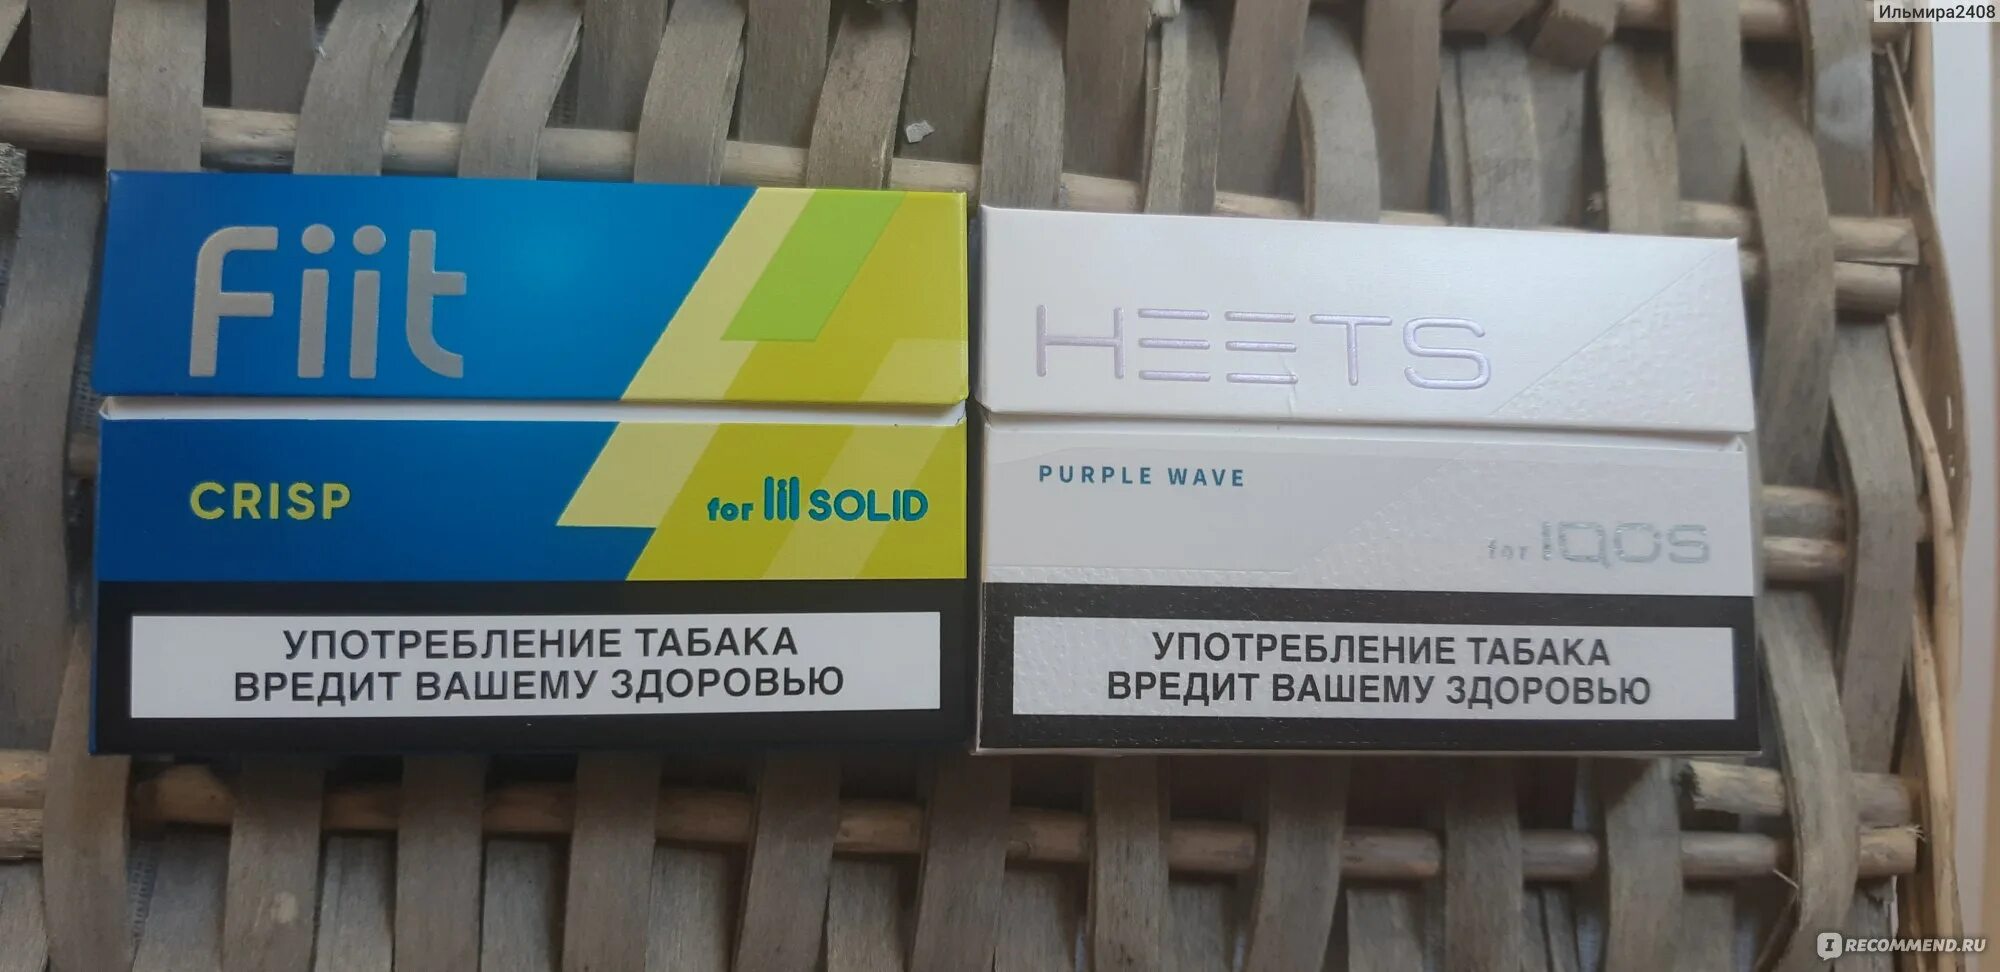 Ильмира2408
Fiit
CRISP
for lil SOLID
УПОТРЕБЛЕНИЕ ТАБАКА
ВРЕДИТ ВАШЕМУ ЗДОРОВЬЮ
HEETS
PURPLE WAVE
for IQOS
УПОТРЕБЛЕНИЕ ТАБАКА
ВРЕДИТ ВАШЕМУ ЗДОРОВЬЮ
IRECOMMEND.RU